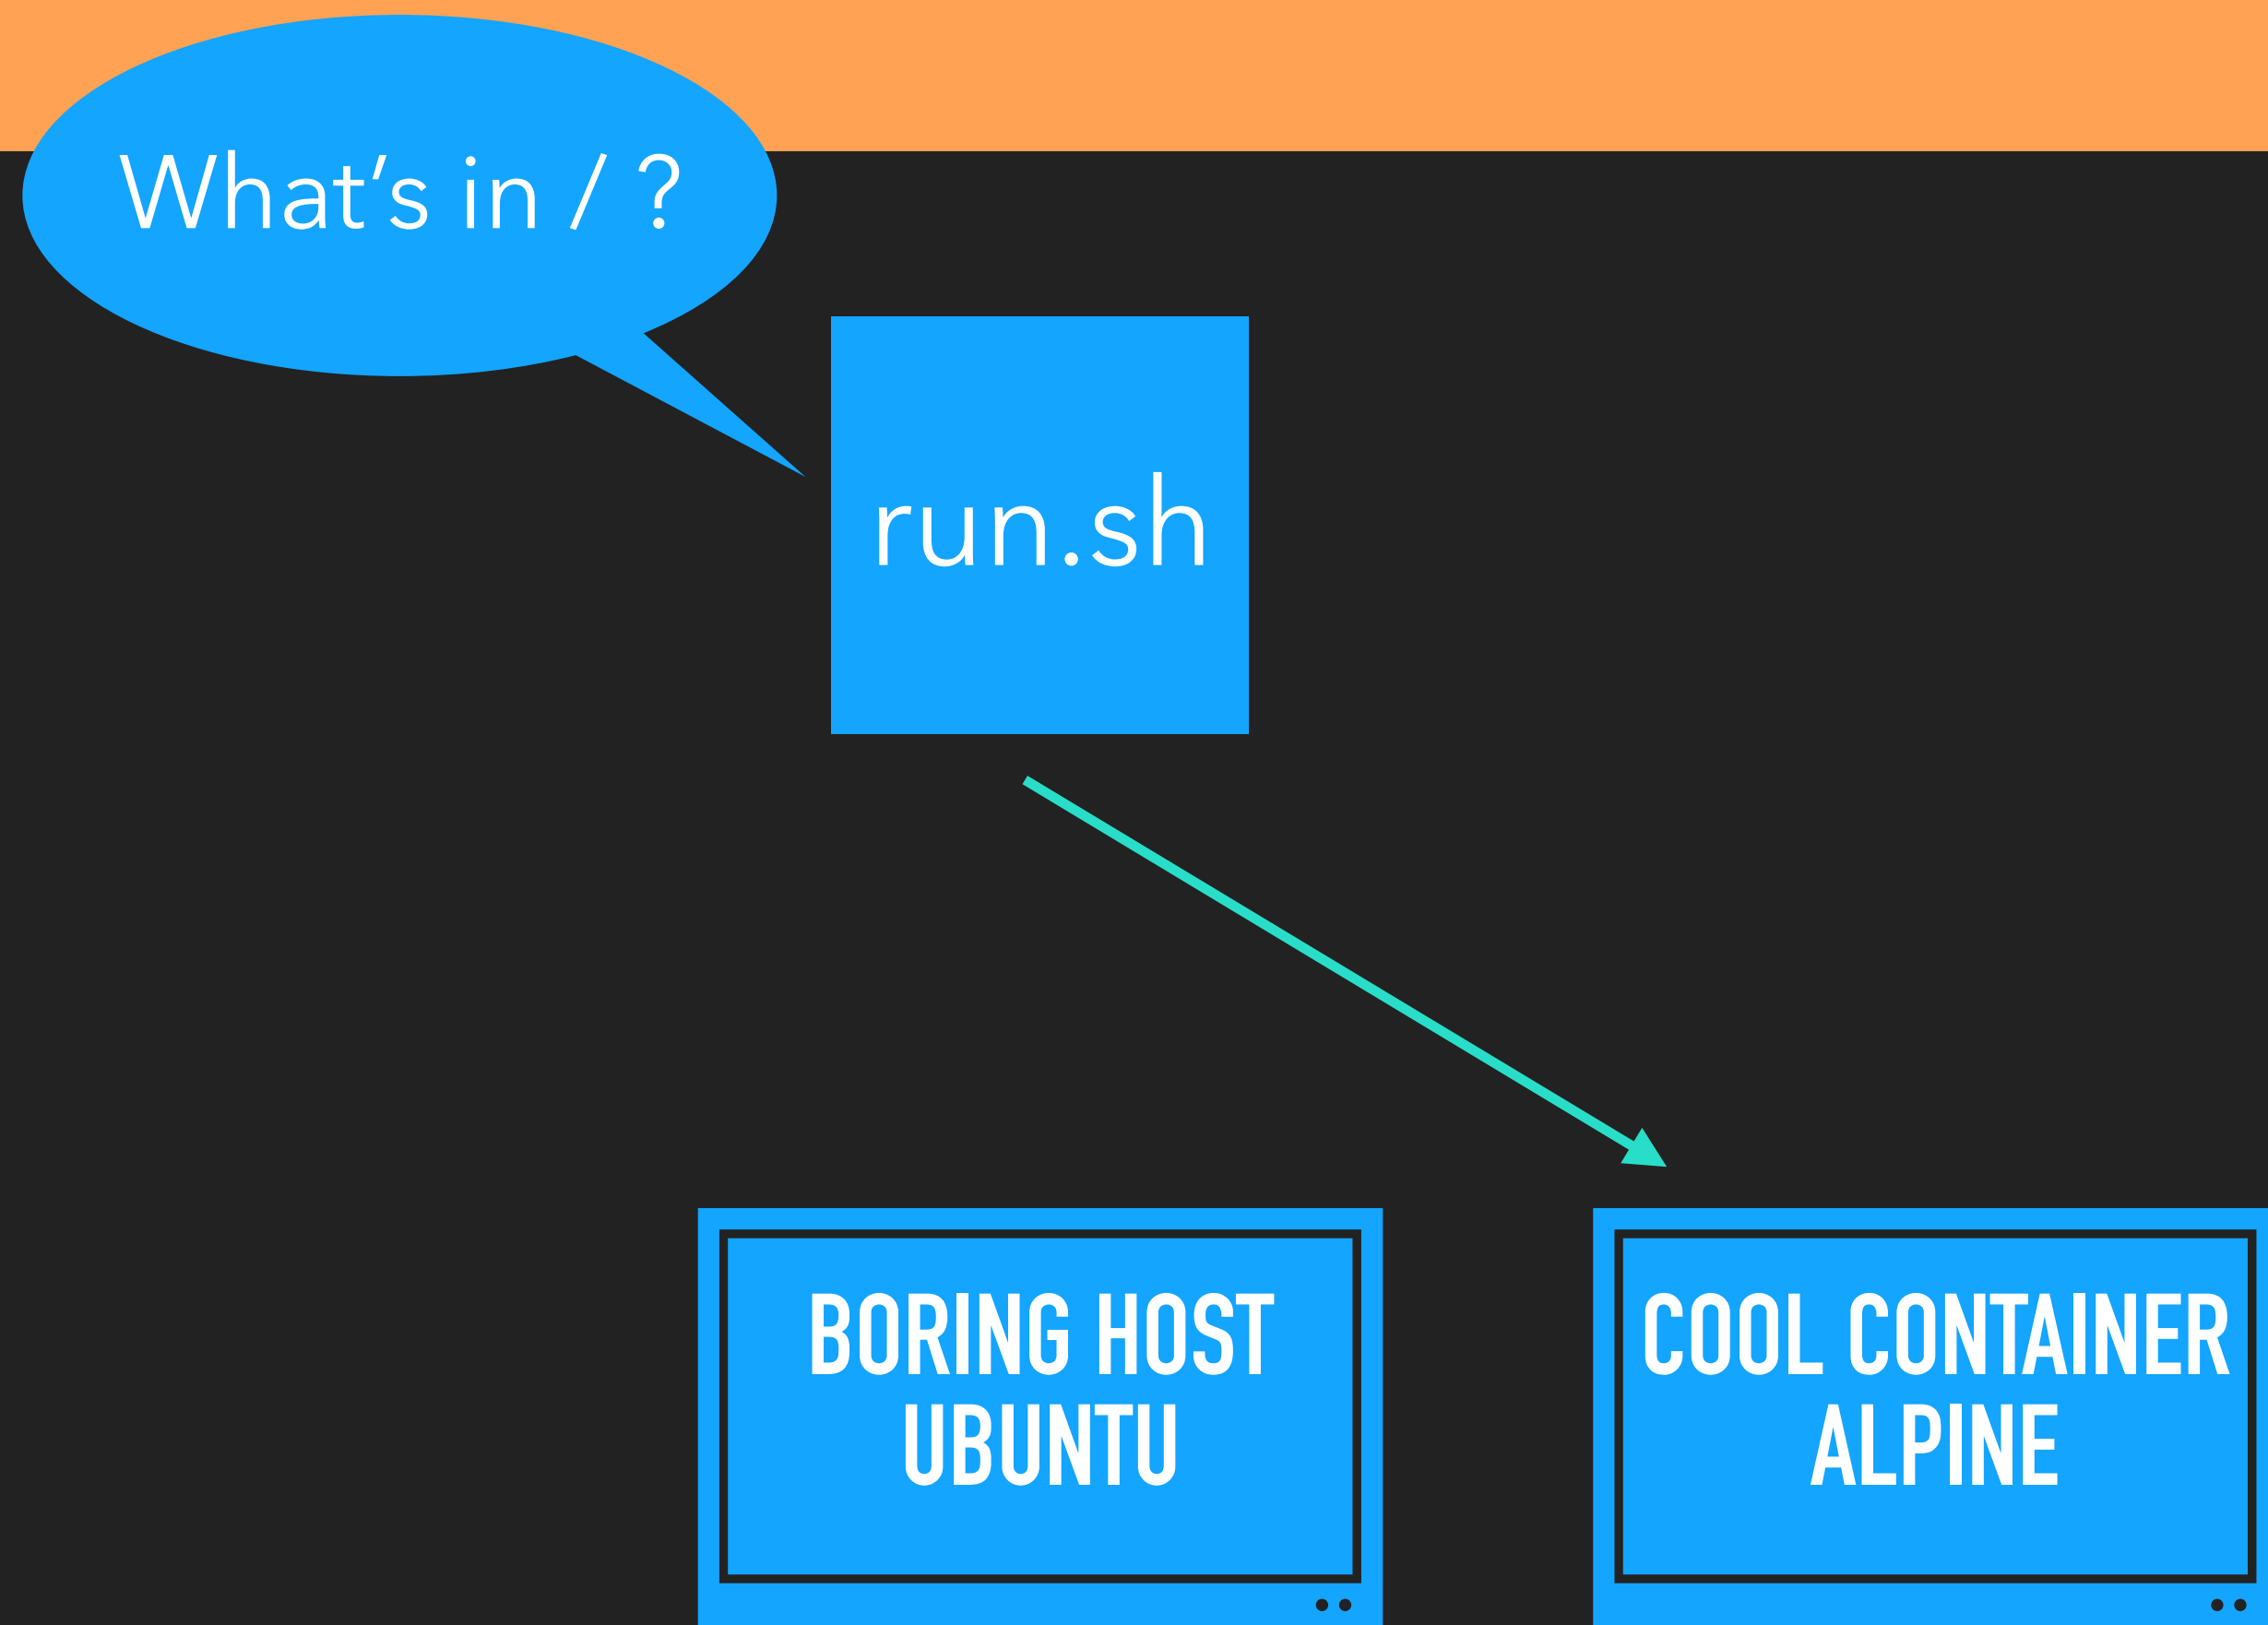 What’s in / ?
run.sh
BORING HOST
UBUNTU
COOL CONTAINER
ALPINE